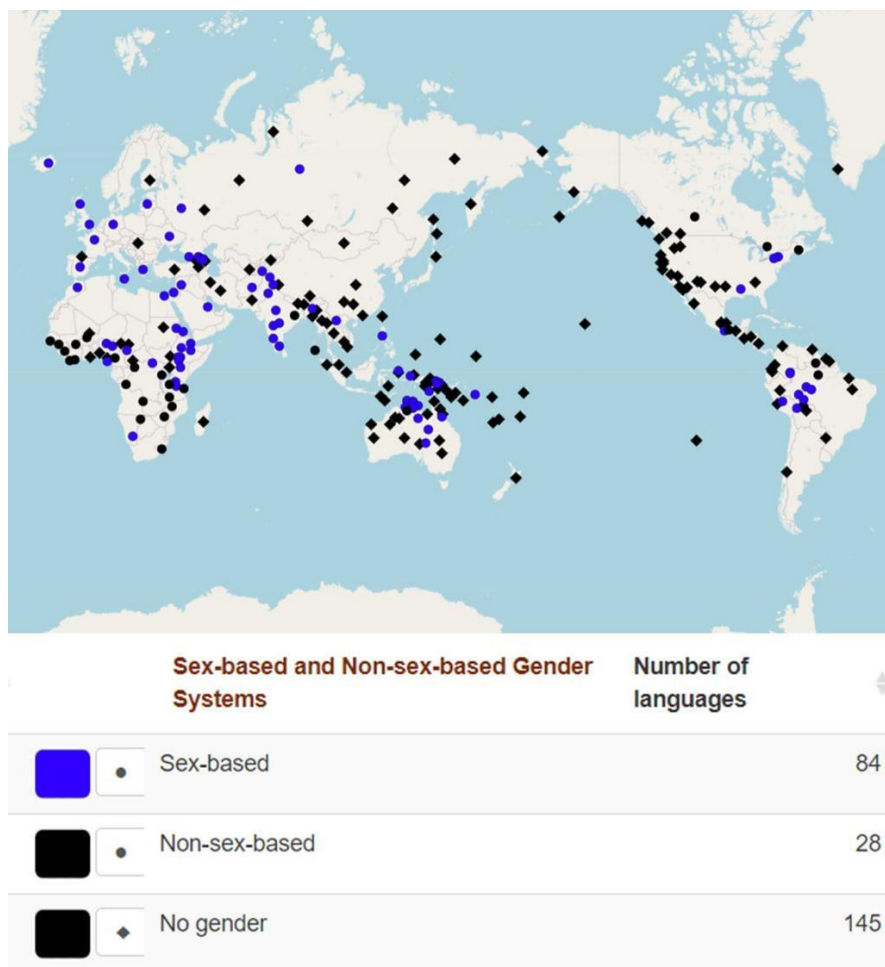 Sex-based and Non-sex-based Gender Number of
Systems languages
Sex-based 84
Non-sex-based 28
No gender 145